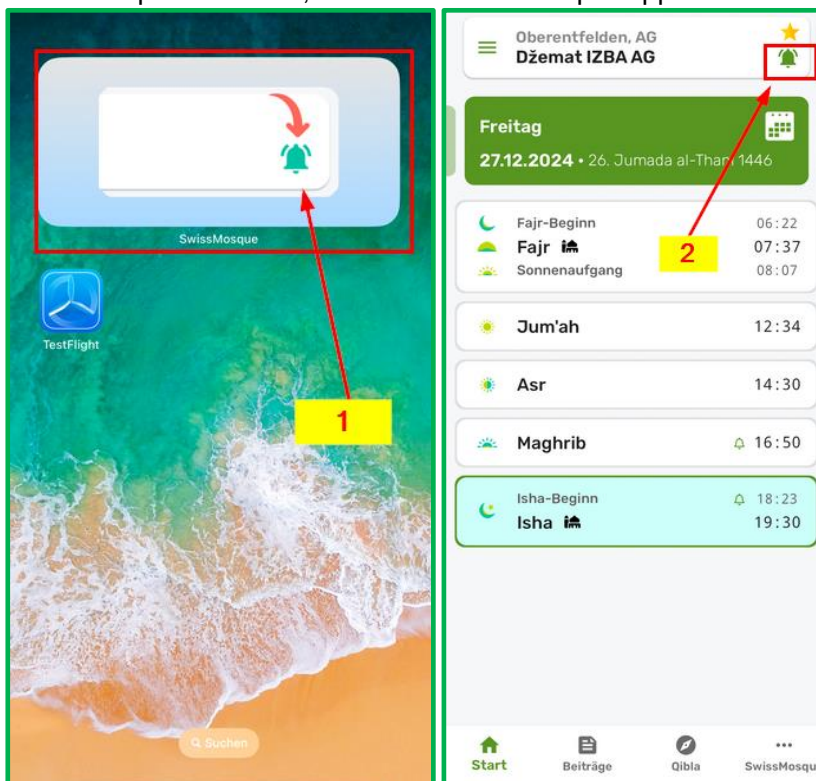 SwissMosque
TestFlight
1
Suchen
Oberentfelden, AG
Džemat IZBA AG
2
Freitag
27.12.2024 • 26. Jumada al-Than 1446
Fajr-Beginn 06:22
Fajr 07:37
Sonnenaufgang 08:07
Jum'ah 12:34
Asr 14:30
Maghrib 16:50
Isha-Beginn 18:23
Isha 19:30
Start Beiträge Qibla SwissMosqu